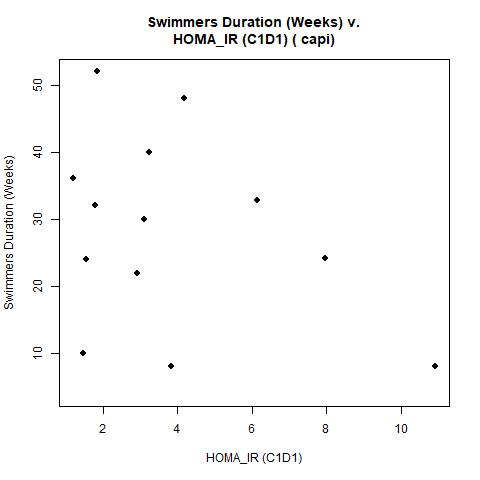 Swimmers Duration (Weeks) v.
HOMA_IR (C1D1) ( capi)
Swimmers Duration (Weeks)
50
40
30
20
10
2 4 6 8 10
HOMA_IR (C1D1)